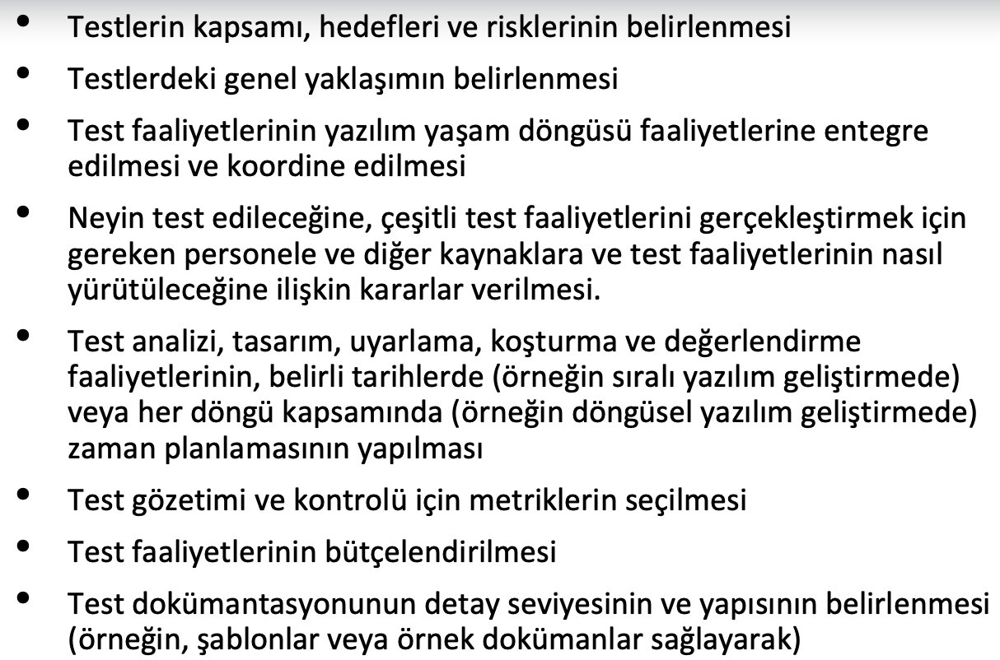 • Testlerin kapsamı, hedefleri ve risklerinin belirlenmesi
• Testlerdeki genel yaklaşımın belirlenmesi
• Test faaliyetlerinin yazılım yaşam döngüsü faaliyetlerine entegre
edilmesi ve koordine edilmesi
• Neyin test edileceğine, çeşitli test faaliyetlerini gerçekleştirmek için
gereken personele ve diğer kaynaklara ve test faaliyetlerinin nasıl
yürütüleceğine ilişkin kararlar verilmesi.
• Test analizi, tasarım, uyarlama, koşturma ve değerlendirme
faaliyetlerinin, belirli tarihlerde (örneğin sıralı yazılım geliştirmede)
veya her döngü kapsamında (örneğin döngüsel yazılım geliştirmede)
zaman planlamasının yapılması
• Test gözetimi ve kontrolü için metriklerin seçilmesi
• Test faaliyetlerinin bütçelendirilmesi
• Test dokümantasyonunun detay seviyesinin ve yapısının belirlenmesi
(örneğin, şablonlar veya örnek dokümanlar sağlayarak)